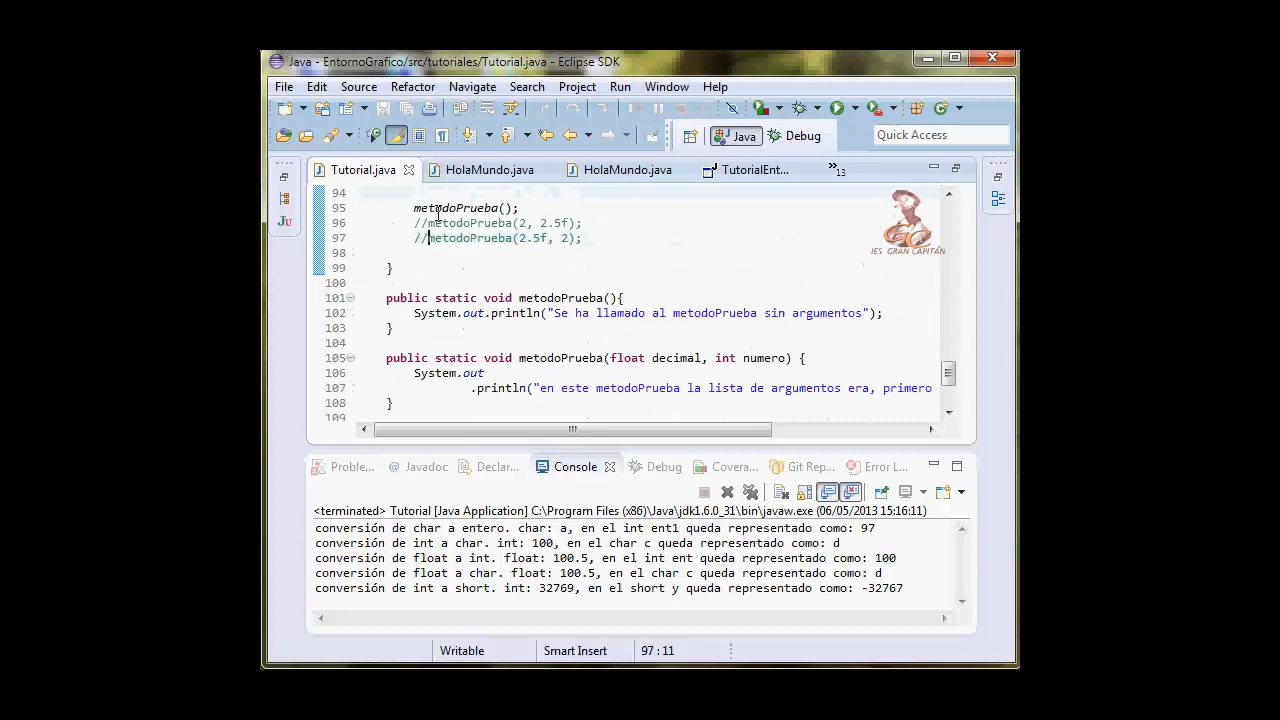 Java - EntornoGrafico/src/tutoriales/Tutorial.java - Eclipse SDK
File Edit Source Refactor Navigate Search Project Run Window Help
Java Debug Quick Access
Tutorial.java HolaMundo.java HolaMundo.java TutorialEnt... »13
94
95 metodoPrueba();
96 //metodoPrueba(2, 2.5f);
97 //metodoPrueba(2.5f, 2);
98
99 }
100
101 public static void metodoPrueba(){
102 System.out.println("Se ha llamado al metodoPrueba sin argumentos");
103 }
104
105 public static void metodoPrueba(float decimal, int numero) {
106 System.out
107 .println("en este metodoPrueba la lista de argumentos era, primero
108 }
109
IES GRAN CAPITÁN
Proble... Javadoc Declar... Console Debug Covera... Git Rep... Error L...
<terminated> Tutorial [Java Application] C:\Program Files (x86)\Java\jdk1.6.0_31\bin\javaw.exe (06/05/2013 15:16:11)
conversión de char a entero. char: a, en el int ent1 queda representado como: 97
conversión de int a char. int: 100, en el char c queda representado como: d
conversión de float a int. float: 100.5, en el int ent queda representado como: 100
conversión de float a char. float: 100.5, en el char c queda representado como: d
conversión de int a short. int: 32769, en el short y queda representado como: -32767
Writable Smart Insert 97 : 11